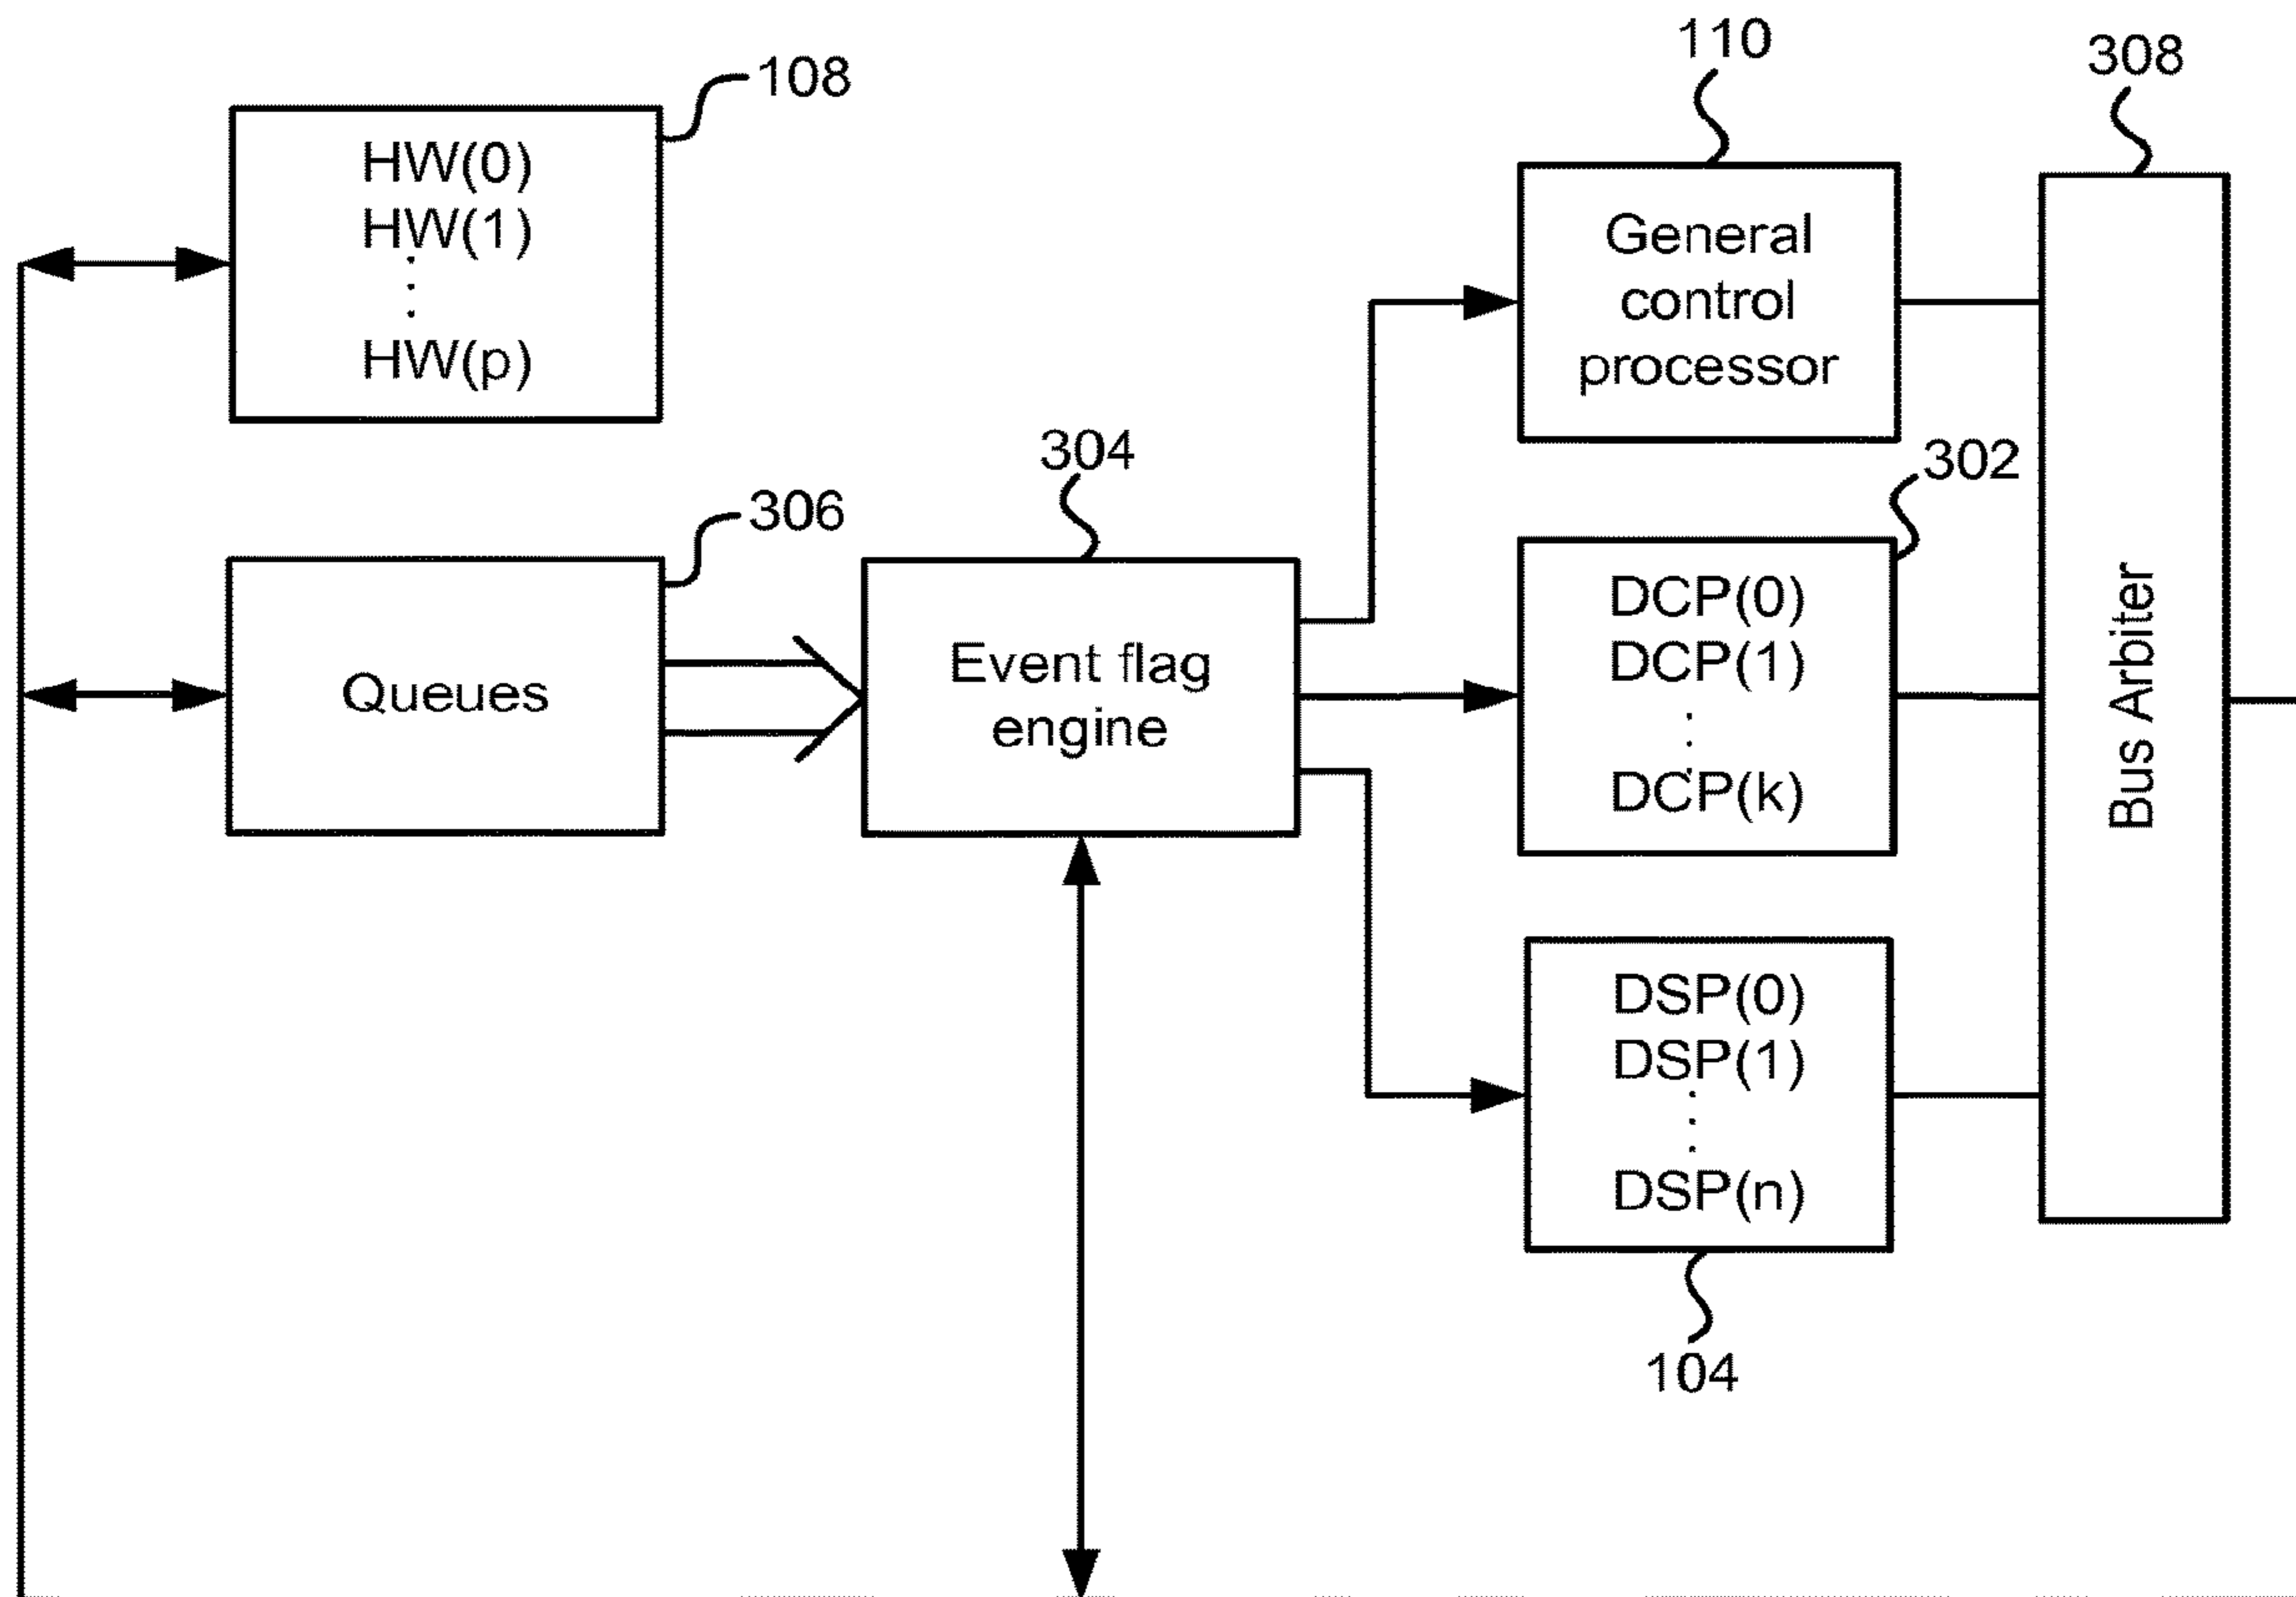 108
HW(0)
HW(1)
HW(p)
110
General
control
processor
308
Bus Arbiter
306
Queues
304
Event flag
engine
302
DCP(0)
DCP(1)
DCP(k)
DSP(0)
DSP(1)
DSP(n)
104